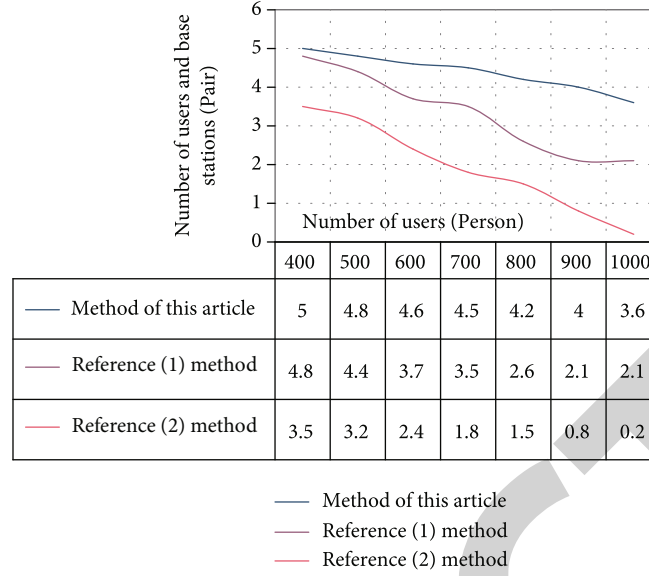 6
5
4
3
2
1
0
Number of users and base
stations (Pair)
Number of users (Person)
400 500 600 700 800 900 1000
Method of this article 5 4.8 4.6 4.5 4.2 4 3.6
Reference (1) method 4.8 4.4 3.7 3.5 2.6 2.1 2.1
Reference (2) method 3.5 3.2 2.4 1.8 1.5 0.8 0.2
Method of this article
Reference (1) method
Reference (2) method